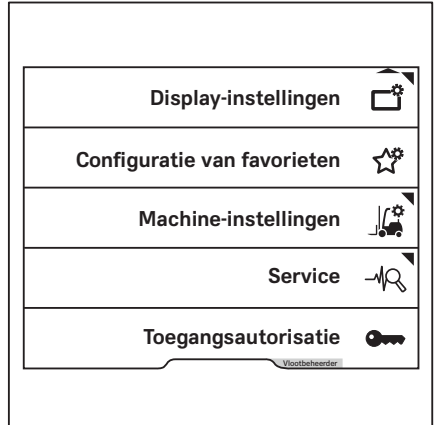 Display-instellingen
Configuratie van favorieten
Machine-instellingen
Service
Toegangsautorisatie
Vlootbeheerder